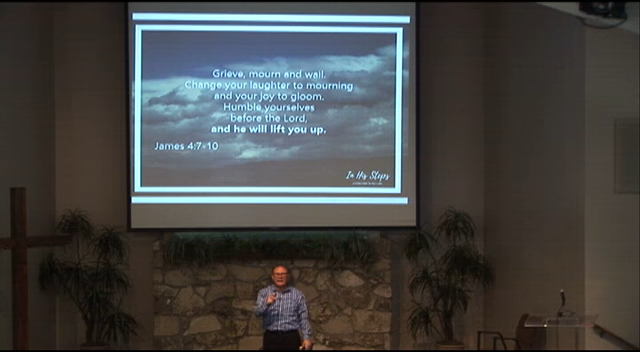 Grieve, mourn and wail.
Change your laughter to mourning
and your joy to gloom.
Humble yourselves
before the Lord,
and he will lift you up.
James 4:7-10
In His Steps